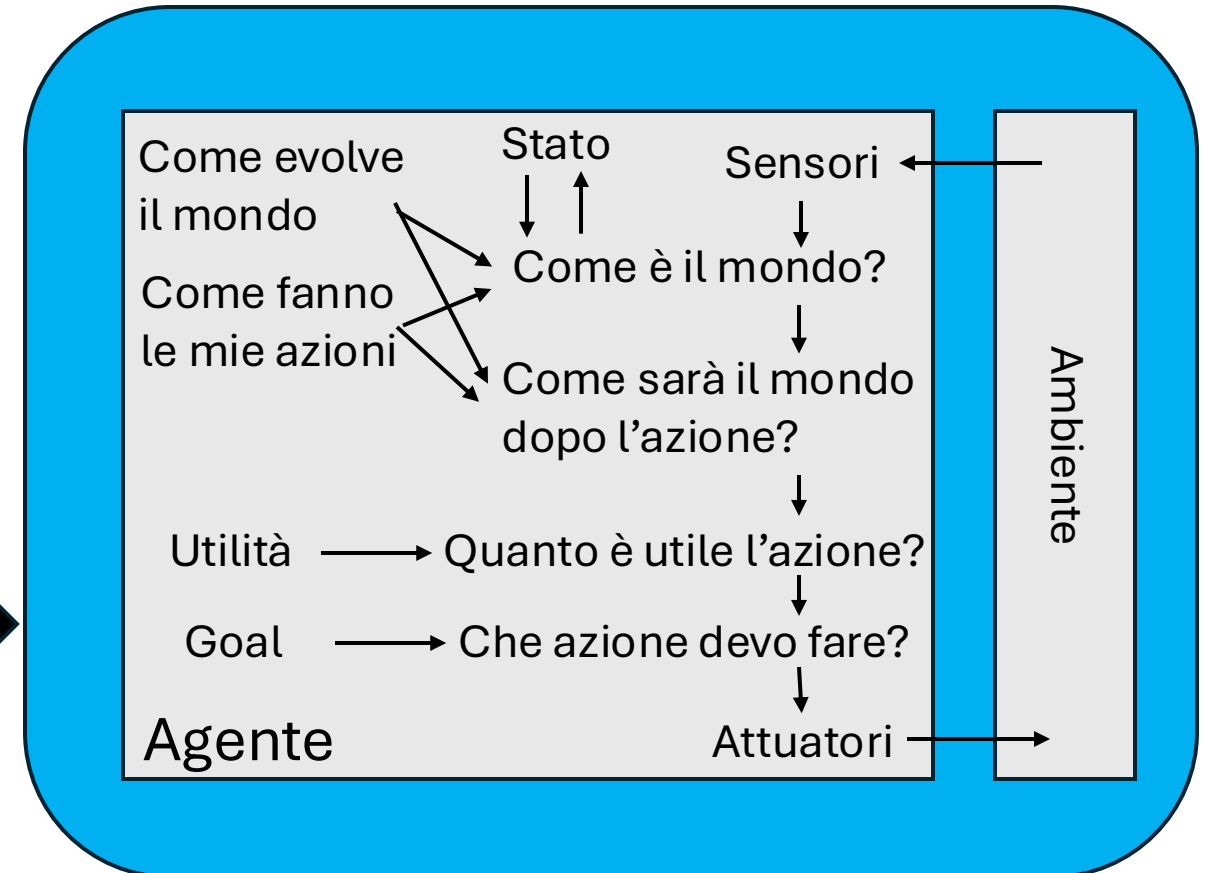 Come evolve
il mondo
Stato
Sensori
Come è il mondo?
Come fanno
le mie azioni
Come sarà il mondo
dopo l’azione?
Utilità
Quanto è utile l’azione?
Goal
Che azione devo fare?
Agente
Attuatori
Ambiente